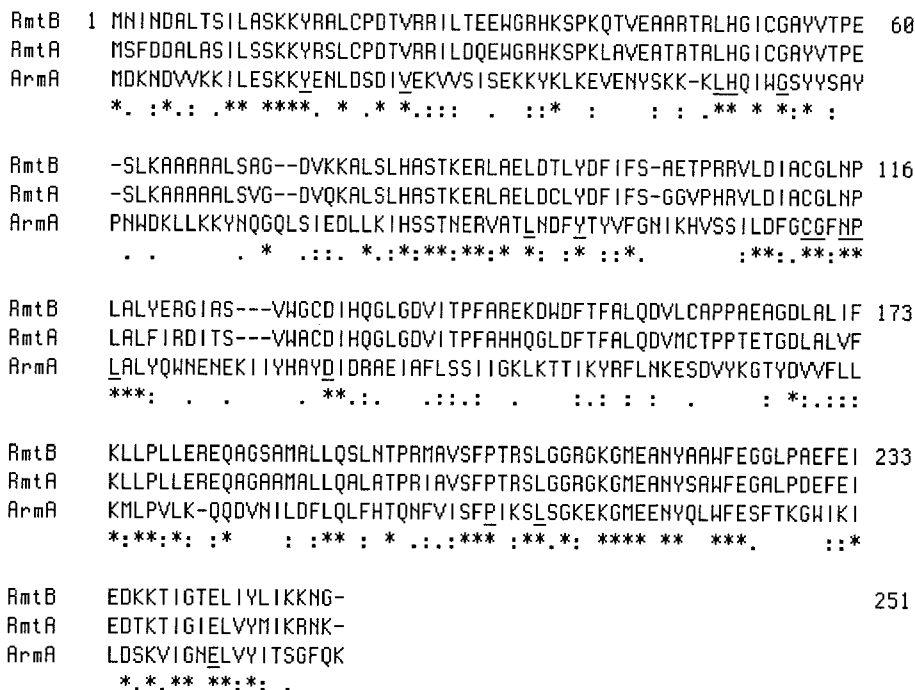 RmtB 1 MNINDALTSILASKKYRALCPDTVRRILTEEWGRHKSPKQTVEAARTRLHGICGAYVTPE 60
RmtA MSFDDALASILSSKKYRSLCPDTVRRILDQEWGRHKSPKLAVEATRTRLHGICGAYVTPE
ArmA MDKNDVVKKILESKKYENLDSDIVEKVVSISEKKYKLKEVENYSKK-KLHQIWGSYYSAY
*. :*.: .** **** . * .* *.::: . ::* : : : .** * *:* :
RmtB -SLKAAAAALSAG--DVKKALSLHASTKERLAELDTLYDFIFS-AETPRRVLDIACGLNP 116
RmtA -SLKAAAAALSVG--DVQKALSLHASTKERLAELDCLYDFIFS-GGVPHRVLDIACGLNP
ArmA PNWDKLLKKYNQGQLSIEDLLKIHSSTNERVATLNDFYTYVFGNIKHVSSILDFGCGFNP
. . . * .::. *.:*:**:**:* *: :* ::*. :**:.**:**
RmtB LALYERGIAS---VWGCDIHQGLGDVITPFAREKDWDFTFALQDVLCAPPAEAGDLALIF 173
RmtA LALFIRDITS---VWACDIHQGLGDVITPFAHHQGLDFTFALQDVMCTPPTETGDLALVF
ArmA LALYQWNENEKIIYHAYDIDRAEIAFLSSIIGKLKTTIKYRFLNKESDVYKGTYDVVFLL
***: . . . **.:. .::.: . :.: : : . : *:.:::
RmtB KLLPLLEREQAGSAMALLQSLNTPRMAVSFPTRSLGGRGKGMEANYAAWFEGGLPAEFEI 233
RmtA KLLPLLEREQAGAAMALLQALATPRIAVSFPTRSLGGRGKGMEANYSAWFEGALPDEFEI
ArmA KMLPVLK-QQDVNILDFLQLFHTQNFVISFPIKSLSGKEKGMEENYQLWFESFTKGWIKI
*:**:*: :* : :** : * .:.:*** :**.*: **** ** ***. ::*
RmtB EDKKTIGTELIYLIKKNG- 251
RmtA EDTKTIGIELVYMIKRNK-
ArmA LDSKVIGNELVYITSGFQK
*.*.** **:*: .